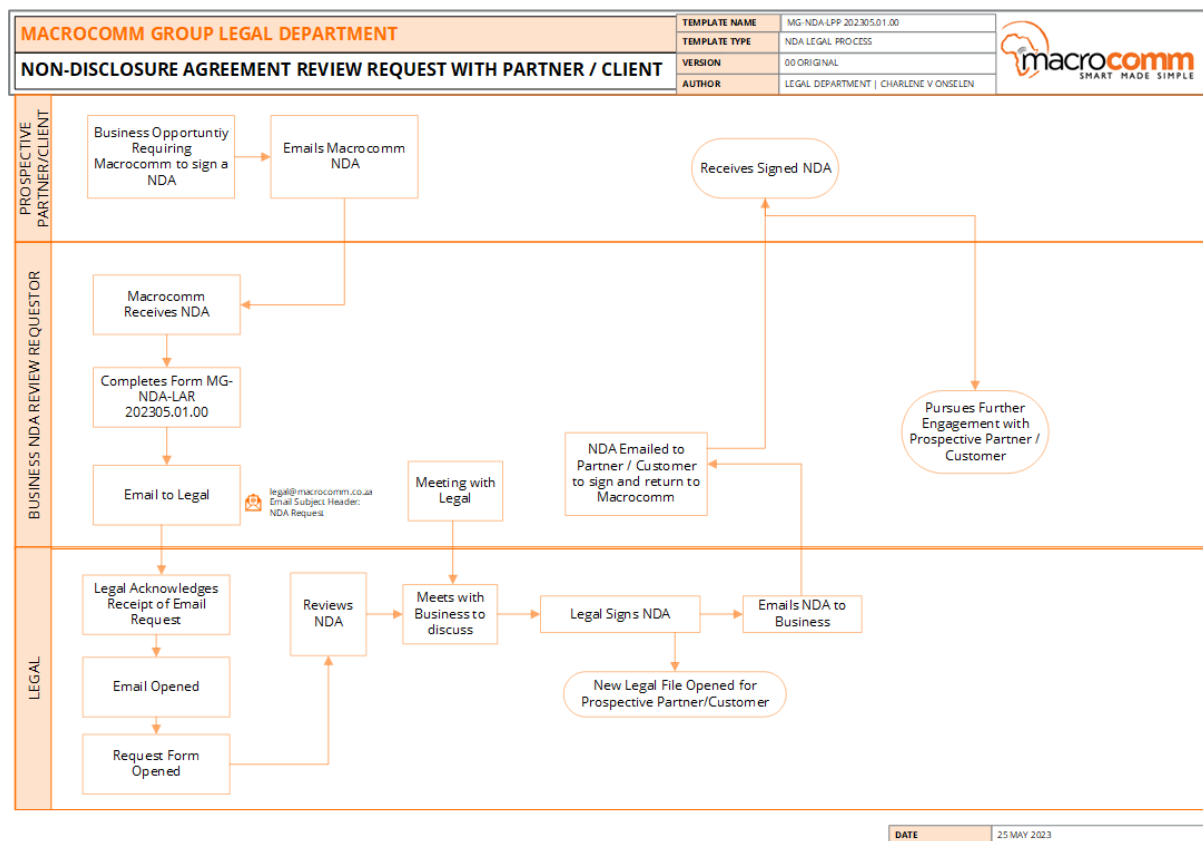 MACROCOMM GROUP LEGAL DEPARTMENT
NON-DISCLOSURE AGREEMENT REVIEW REQUEST WITH PARTNER / CLIENT
TEMPLATE NAME MG-NDA-LPP 202305.01.00
TEMPLATE TYPE NDA LEGAL PROCESS
VERSION 00 ORIGINAL
AUTHOR LEGAL DEPARTMENT | CHARLENE V ONSELEN
macrocomm
SMART MADE SIMPLE
PROSPECTIVE
PARTNER/CLIENT
Business Opportuntiy
Requiring
Macrocomm to sign a
NDA
Emails Macrocomm
NDA
Receives Signed NDA
BUSINESS NDA REVIEW REQUESTOR
Macrocomm
Receives NDA
Completes Form MG-
NDA-LAR
202305.01.00
Email to Legal
legal@macrocomm.co.za
Email Subject Header:
NDA Request
Meeting with
Legal
NDA Emailed to
Partner / Customer
to sign and return to
Macrocomm
Pursues Further
Engagement with
Prospective Partner /
Customer
LEGAL
Legal Acknowledges
Receipt of Email
Request
Email Opened
Request Form
Opened
Reviews
NDA
Meets with
Business to
discuss
Legal Signs NDA
Emails NDA to
Business
New Legal File Opened for
Prospective Partner/Customer
DATE 25 MAY 2023